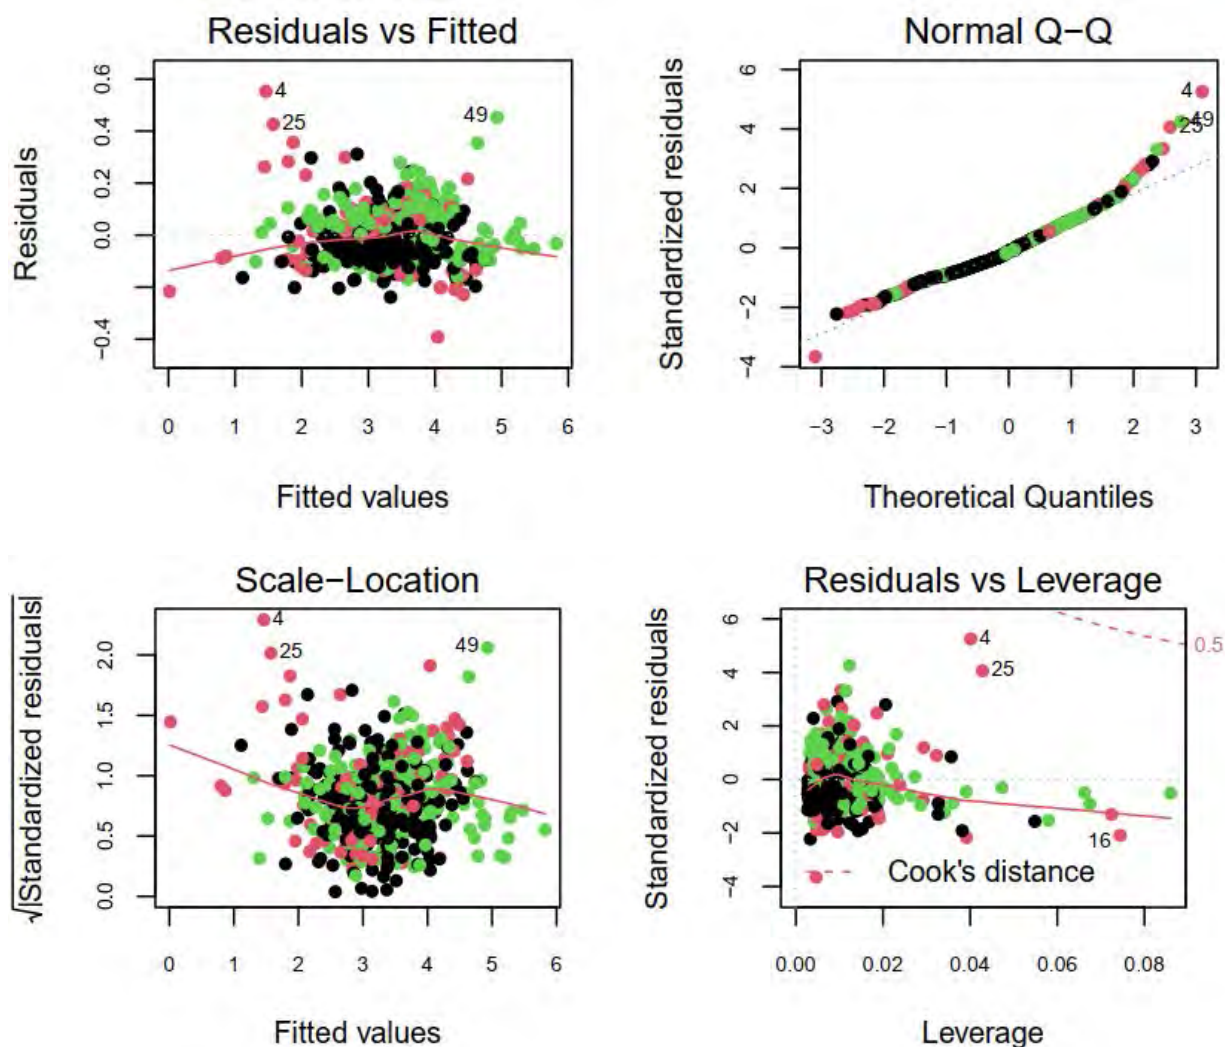 Residuals vs Fitted
Residuals
0.6
0.4
0.2
0.0
−0.4
4
25
49
0 1 2 3 4 5 6
Fitted values
Normal Q−Q
Standardized residuals
6
4
2
0
−2
−4
4
49
25
−3 −2 −1 0 1 2 3
Theoretical Quantiles
Scale−Location
√|Standardized residuals|
2.0
1.5
1.0
0.5
0.0
4
25
49
0 1 2 3 4 5 6
Fitted values
Residuals vs Leverage
Standardized residuals
6
4
2
0
−2
−4
4
25
0.5
16
Cook's distance
0.00 0.02 0.04 0.06 0.08
Leverage